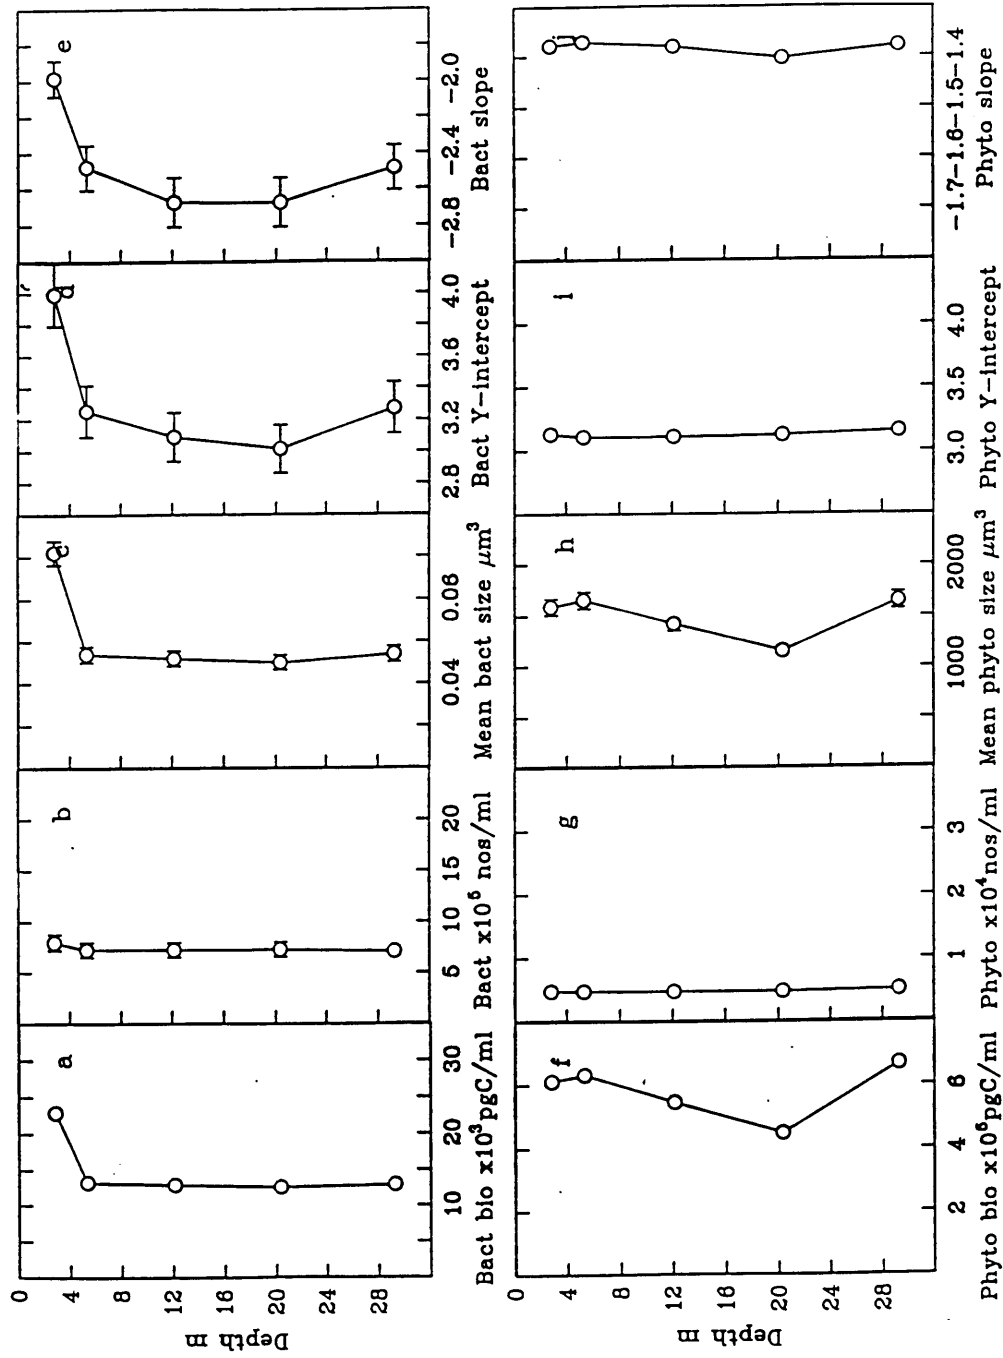 a
b
c
d
e
0
4
8
12
16
20
24
28
Depth m
10 20 30
5 10 15 20
0.04 0.08
2.8 3.2 3.6 4.0
-2.8 -2.4 -2.0
Bact bio x10³pgC/ml
Bact x10⁵ nos/ml
Mean bact size μm³
Bact Y-intercept
Bact slope
f
g
h
i
j
0
4
8
12
16
20
24
28
Depth m
2 4 6
1 2 3
1000 2000
3.0 3.5 4.0
-1.7-1.6-1.5-1.4
Phyto bio x10⁵pgC/ml
Phyto x10⁴nos/ml
Mean phyto size μm³
Phyto Y-intercept
Phyto slope